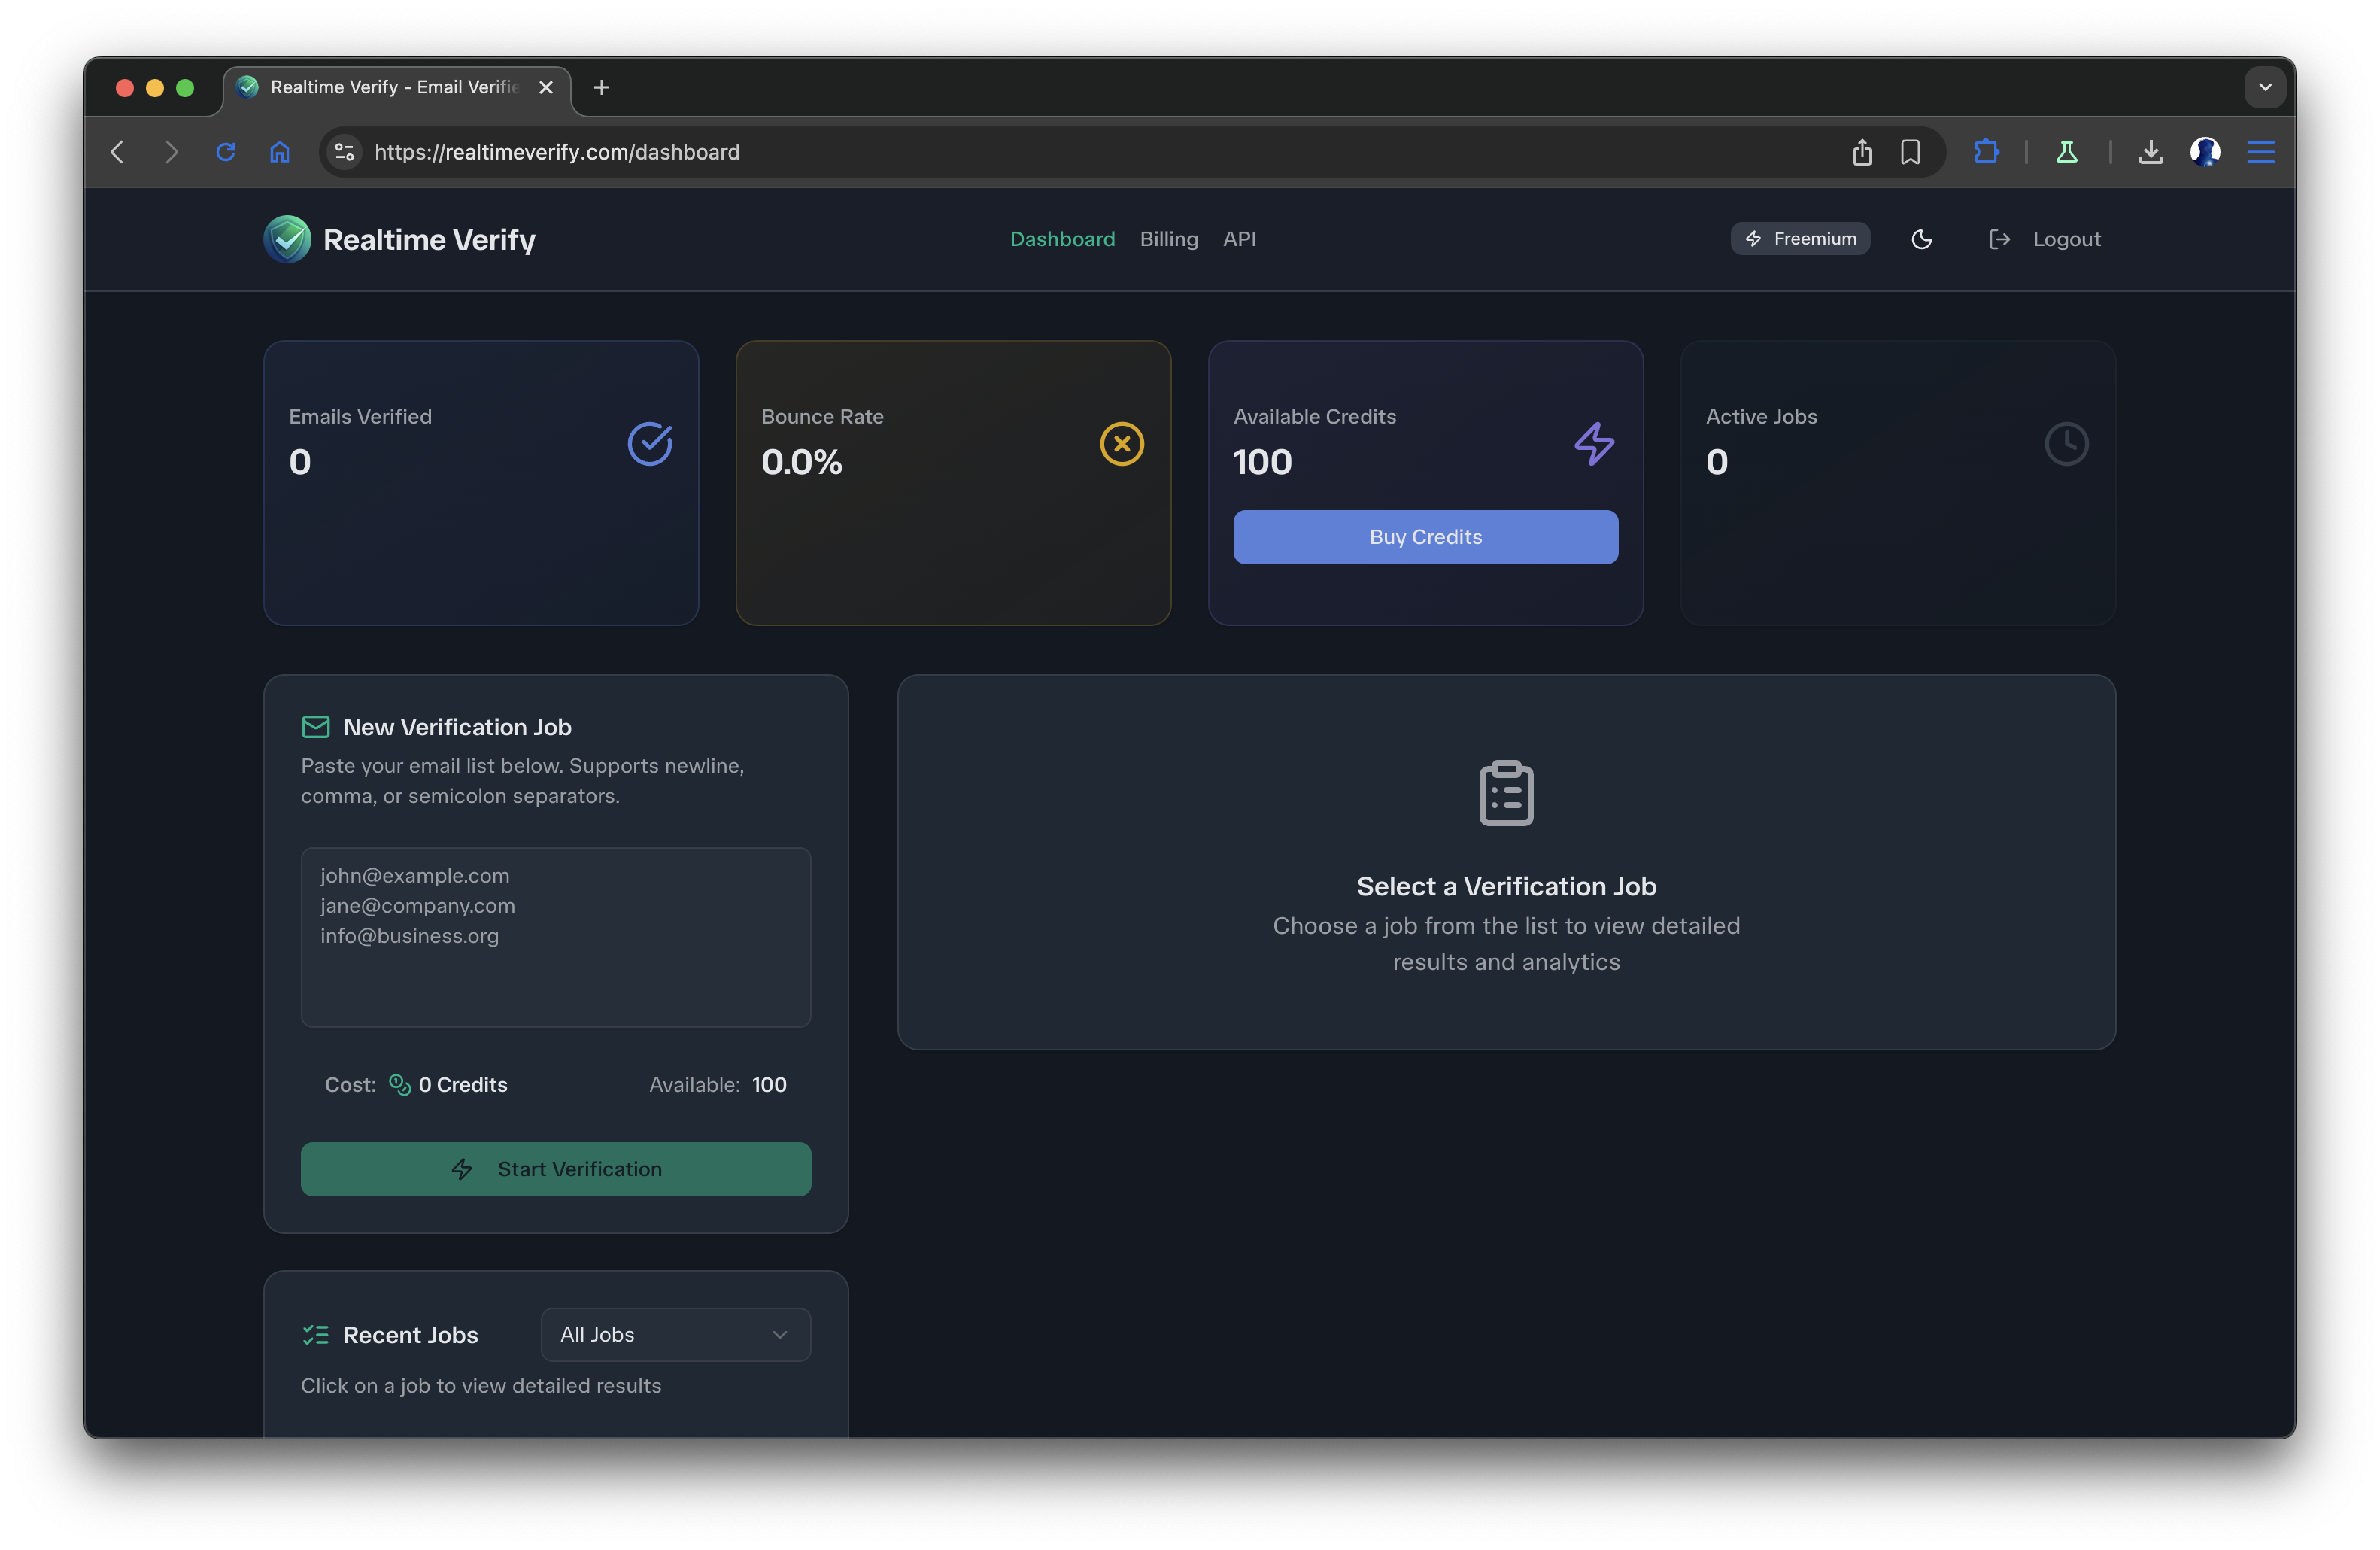 Realtime Verify - Email Verifie
https://realtimeverify.com/dashboard
Realtime Verify
Dashboard
Billing
API
Freemium
Logout
Emails Verified
0
Bounce Rate
0.0%
Available Credits
100
Buy Credits
Active Jobs
0
New Verification Job
Paste your email list below. Supports newline,
comma, or semicolon separators.
john@example.com
jane@company.com
info@business.org
Cost: 0 Credits
Available: 100
Start Verification
Select a Verification Job
Choose a job from the list to view detailed
results and analytics
Recent Jobs
All Jobs
Click on a job to view detailed results